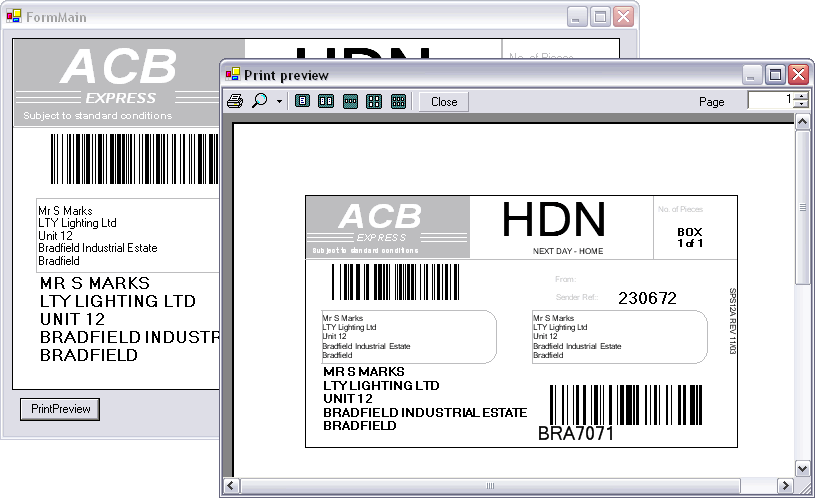 FormMain
ACB
EXPRESS
Subject to standard conditions
HDN
No. of Pieces
Mr S Marks
LTY Lighting Ltd
Unit 12
Bradfield Industrial Estate
Bradfield
MR S MARKS
LTY LIGHTING LTD
UNIT 12
BRADFIELD INDUSTR
BRADFIELD
PrintPreview
Print preview
Close
Page 1
ACB
EXPRESS
Subject to standard conditions
HDN
NEXT DAY - HOME
No. of Pieces
BOX
1 of 1
From:
Sender Ref:: 230672
Mr S Marks
LTY Lighting Ltd
Unit 12
Bradfield Industrial Estate
Bradfield
Mr S Marks
LTY Lighting Ltd
Unit 12
Bradfield Industrial Estate
Bradfield
SPS12A REV 11/03
MR S MARKS
LTY LIGHTING LTD
UNIT 12
BRADFIELD INDUSTRIAL ESTATE
BRADFIELD
BRA7071